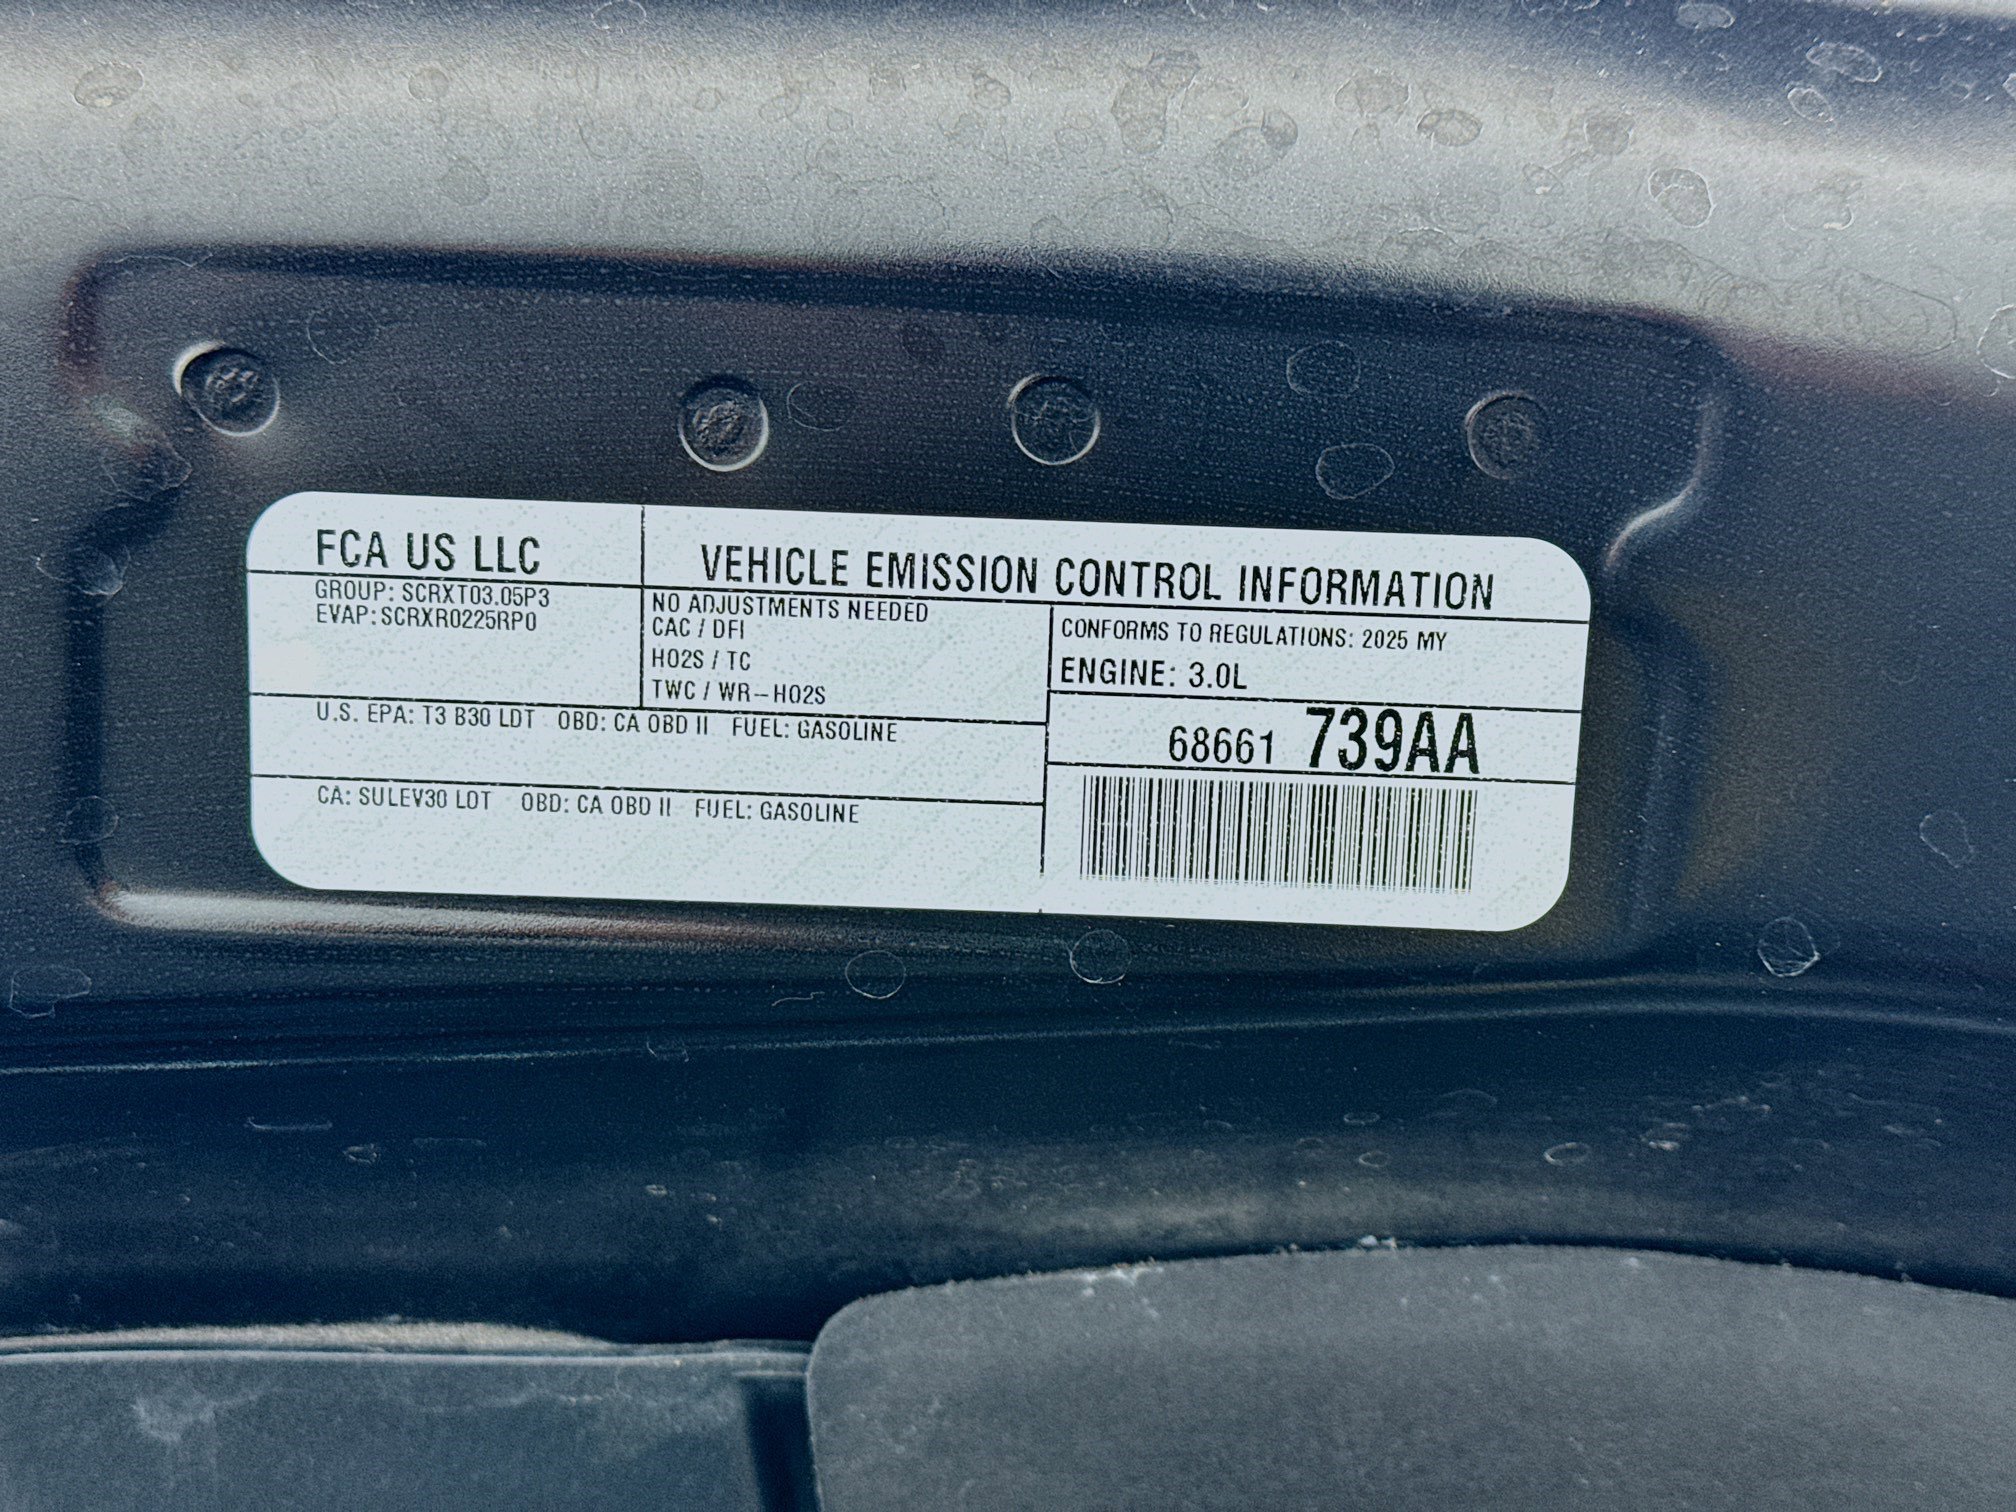 FCA US LLC
VEHICLE EMISSION CONTROL INFORMATION
GROUP: SCRXT03.05P3
EVAP: SCRXR0225RP0
NO ADJUSTMENTS NEEDED
CAC / DFI
HO2S / TC
TWC / WR-HO2S
CONFORMS TO REGULATIONS: 2025 MY
ENGINE: 3.0L
U.S. EPA: T3 B30 LDT OBD: CA OBD II FUEL: GASOLINE
68661 739AA
CA: SULEV30 LDT OBD: CA OBD II FUEL: GASOLINE